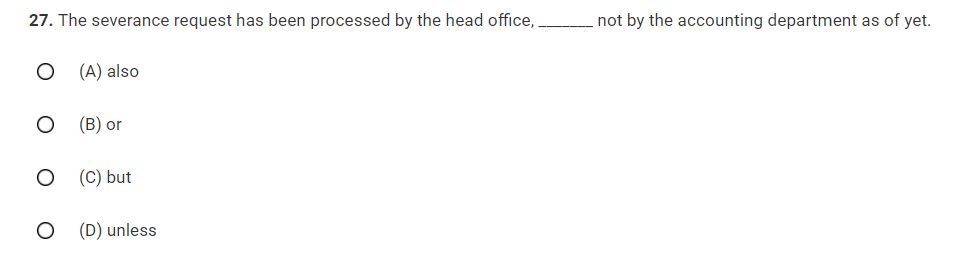 27. The severance request has been processed by the head office, _______ not by the accounting department as of yet.
(A) also
(B) or
(C) but
(D) unless